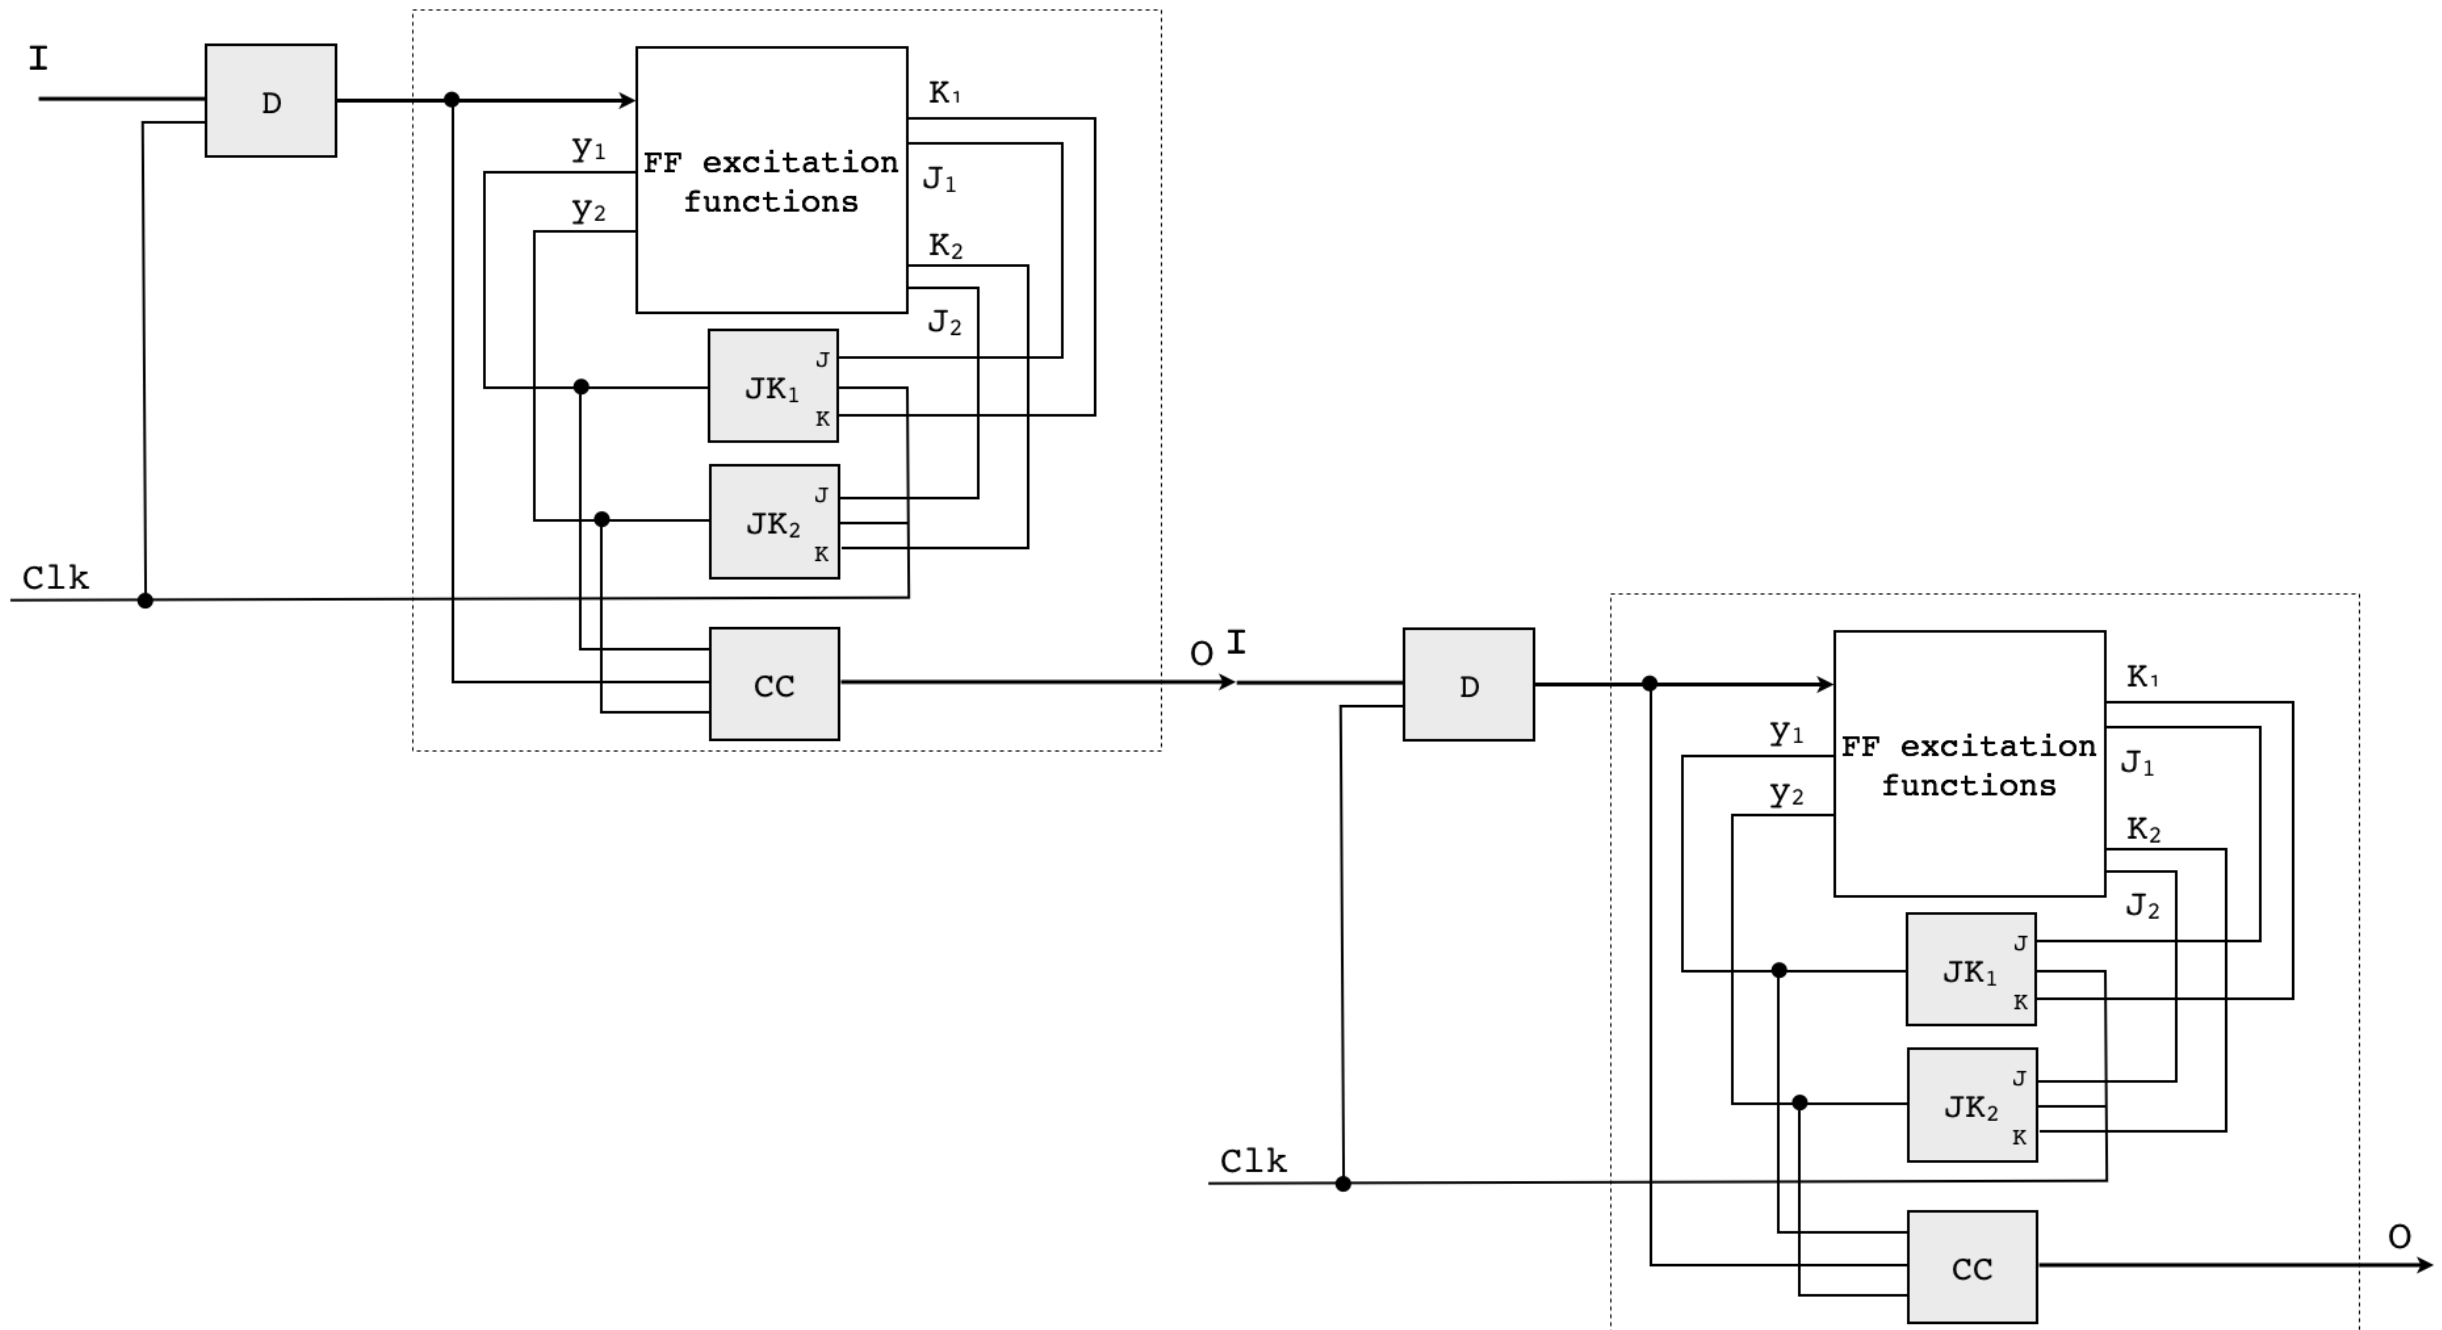 I
D
K₁
y₁
FF excitation
functions
J₁
y₂
K₂
J₂
J
JK₁
K
J
JK₂
K
Clk
CC
O
I
D
K₁
y₁
FF excitation
functions
J₁
y₂
K₂
J₂
J
JK₁
K
J
JK₂
K
Clk
CC
O